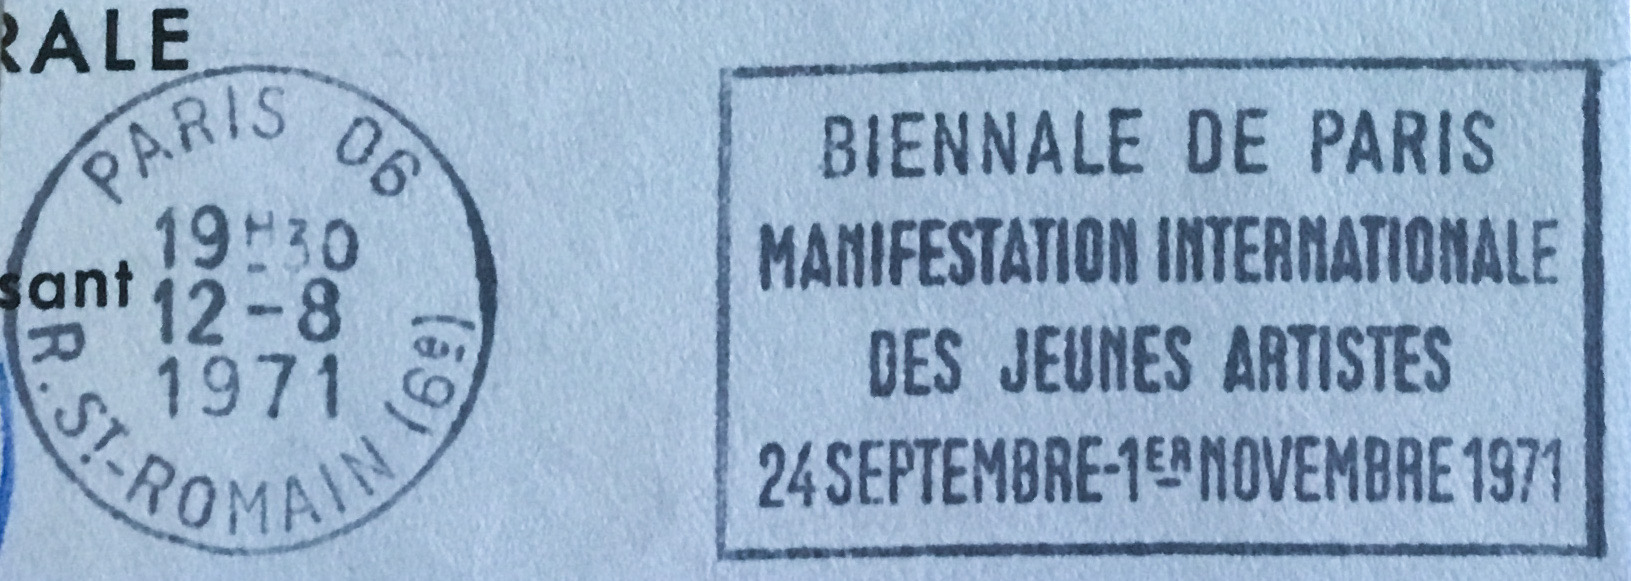 RALE
PARIS 06
19H30
sant
12-8
1971
R. ST-ROMAIN (6e)
BIENNALE DE PARIS
MANIFESTATION INTERNATIONALE
DES JEUNES ARTISTES
24 SEPTEMBRE-1ER NOVEMBRE 1971